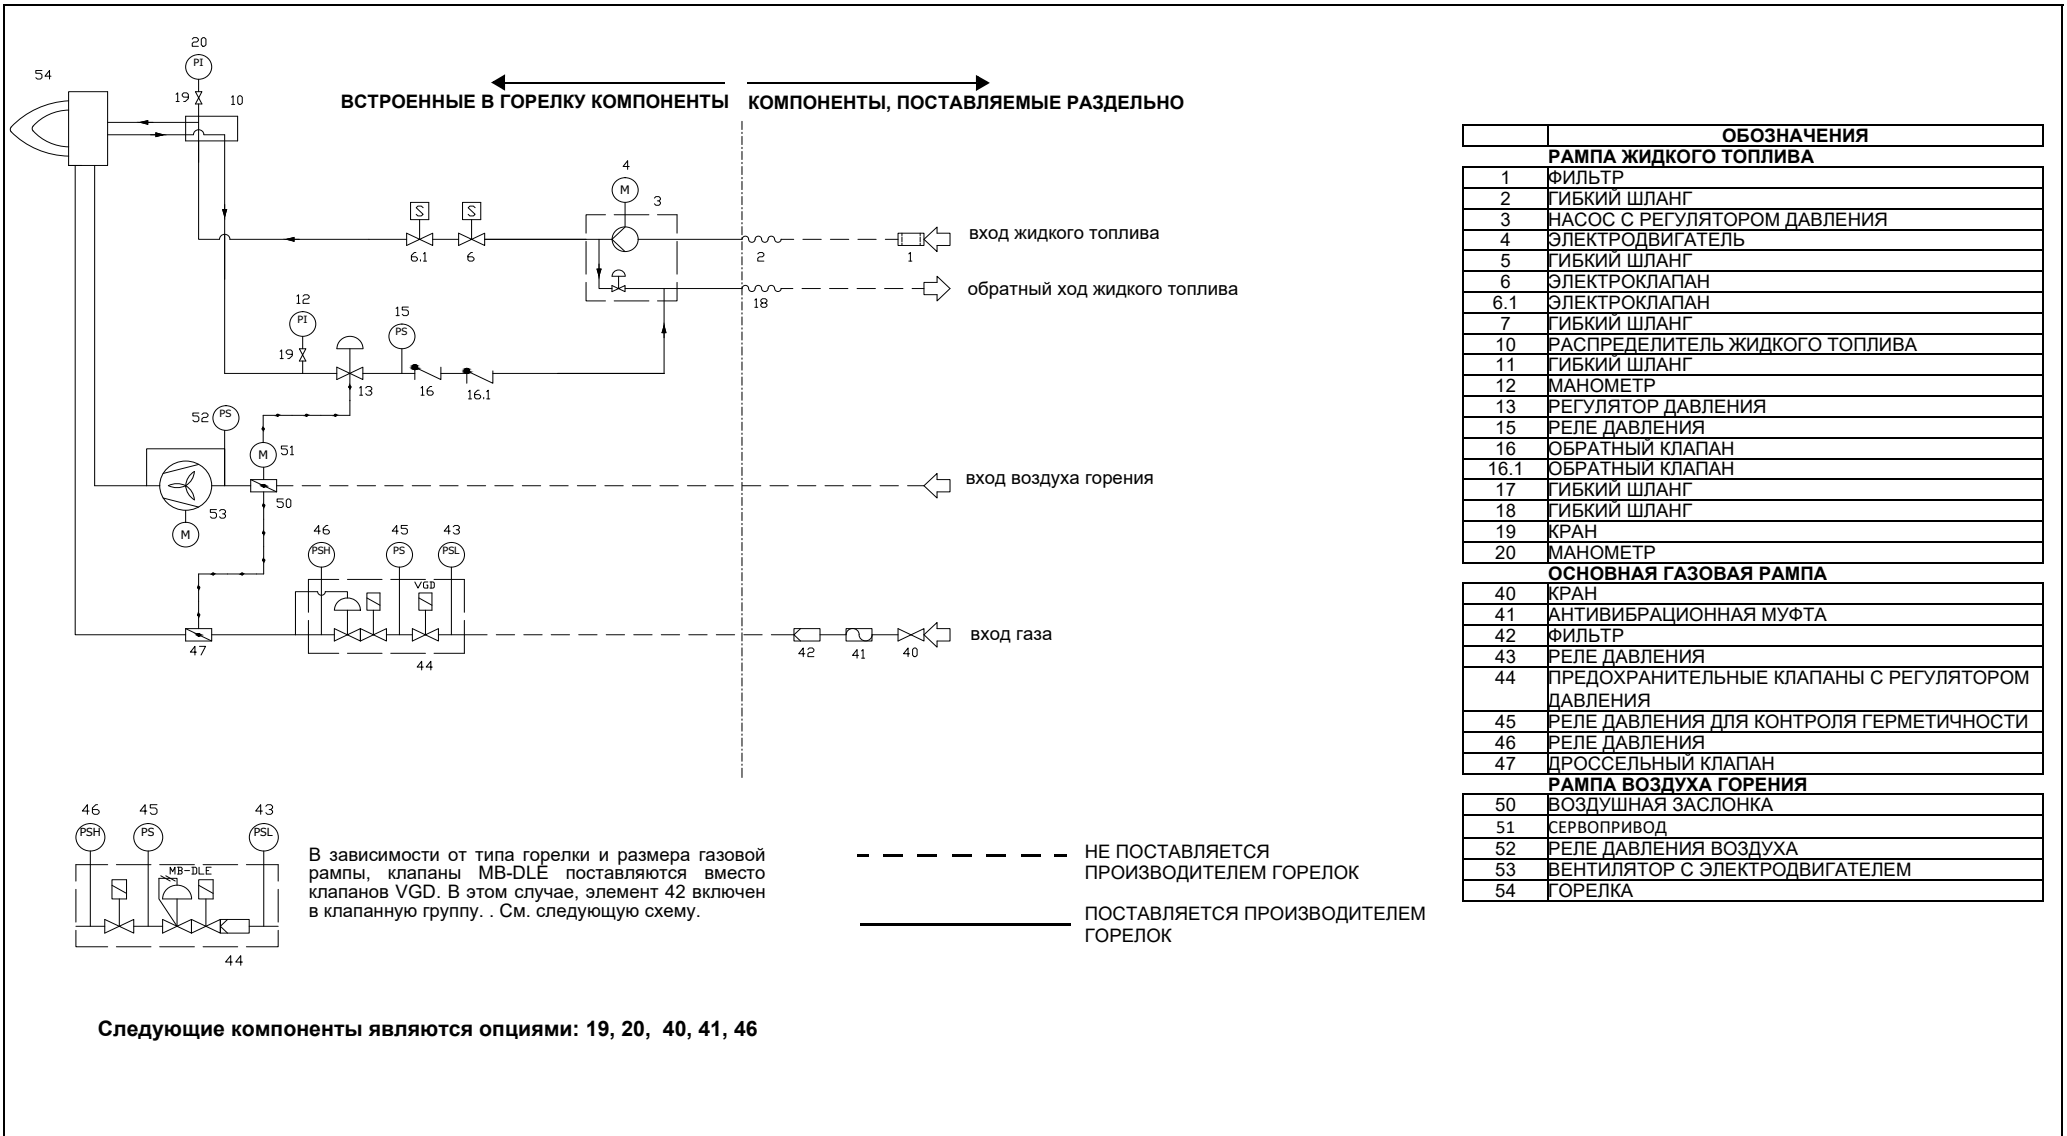 20
PI
54
19
10
ВСТРОЕННЫЕ В ГОРЕЛКУ КОМПОНЕНТЫ
КОМПОНЕНТЫ, ПОСТАВЛЯЕМЫЕ РАЗДЕЛЬНО
4
M
3
S
S
6.1
6
2
1
вход жидкого топлива
обратный ход жидкого топлива
18
12
PI
19
15
PS
13
16
16.1
52
PS
M
51
50
53
M
вход воздуха горения
46
45
43
PSH
PS
PSL
VGD
47
44
42
41
40
вход газа
46
45
43
PSH
PS
PSL
MB-DLE
44
В зависимости от типа горелки и размера газовой
рампы, клапаны MB-DLE поставляются вместо
клапанов VGD. В этом случае, элемент 42 включен
в клапанную группу. . См. следующую схему.
НЕ ПОСТАВЛЯЕТСЯ
ПРОИЗВОДИТЕЛЕМ ГОРЕЛОК
ПОСТАВЛЯЕТСЯ ПРОИЗВОДИТЕЛЕМ
ГОРЕЛОК
Следующие компоненты являются опциями: 19, 20, 40, 41, 46
ОБОЗНАЧЕНИЯ
РАМПА ЖИДКОГО ТОПЛИВА
1 ФИЛЬТР
2 ГИБКИЙ ШЛАНГ
3 НАСОС С РЕГУЛЯТОРОМ ДАВЛЕНИЯ
4 ЭЛЕКТРОДВИГАТЕЛЬ
5 ГИБКИЙ ШЛАНГ
6 ЭЛЕКТРОКЛАПАН
6.1 ЭЛЕКТРОКЛАПАН
7 ГИБКИЙ ШЛАНГ
10 РАСПРЕДЕЛИТЕЛЬ ЖИДКОГО ТОПЛИВА
11 ГИБКИЙ ШЛАНГ
12 МАНОМЕТР
13 РЕГУЛЯТОР ДАВЛЕНИЯ
15 РЕЛЕ ДАВЛЕНИЯ
16 ОБРАТНЫЙ КЛАПАН
16.1 ОБРАТНЫЙ КЛАПАН
17 ГИБКИЙ ШЛАНГ
18 ГИБКИЙ ШЛАНГ
19 КРАН
20 МАНОМЕТР
ОСНОВНАЯ ГАЗОВАЯ РАМПА
40 КРАН
41 АНТИВИБРАЦИОННАЯ МУФТА
42 ФИЛЬТР
43 РЕЛЕ ДАВЛЕНИЯ
44 ПРЕДОХРАНИТЕЛЬНЫЕ КЛАПАНЫ С РЕГУЛЯТОРОМ
ДАВЛЕНИЯ
45 РЕЛЕ ДАВЛЕНИЯ ДЛЯ КОНТРОЛЯ ГЕРМЕТИЧНОСТИ
46 РЕЛЕ ДАВЛЕНИЯ
47 ДРОССЕЛЬНЫЙ КЛАПАН
РАМПА ВОЗДУХА ГОРЕНИЯ
50 ВОЗДУШНАЯ ЗАСЛОНКА
51 СЕРВОПРИВОД
52 РЕЛЕ ДАВЛЕНИЯ ВОЗДУХА
53 ВЕНТИЛЯТОР С ЭЛЕКТРОДВИГАТЕЛЕМ
54 ГОРЕЛКА